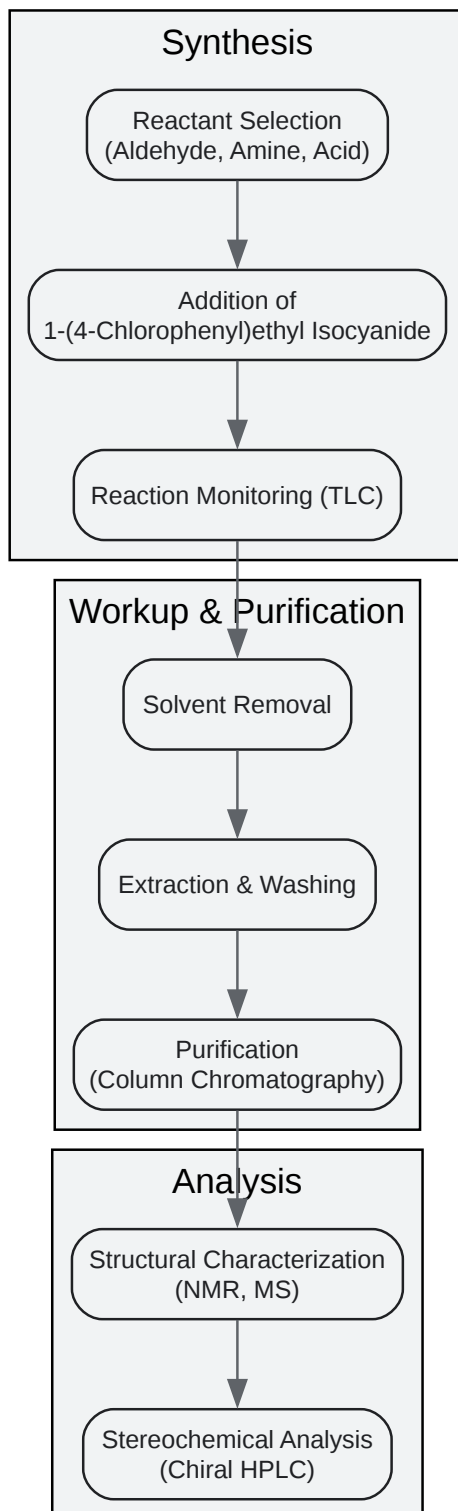 Synthesis
Reactant Selection
(Aldehyde, Amine, Acid)
Addition of
1-(4-Chlorophenyl)ethyl Isocyanide
Reaction Monitoring (TLC)
Workup & Purification
Solvent Removal
Extraction & Washing
Purification
(Column Chromatography)
Analysis
Structural Characterization
(NMR, MS)
Stereochemical Analysis
(Chiral HPLC)